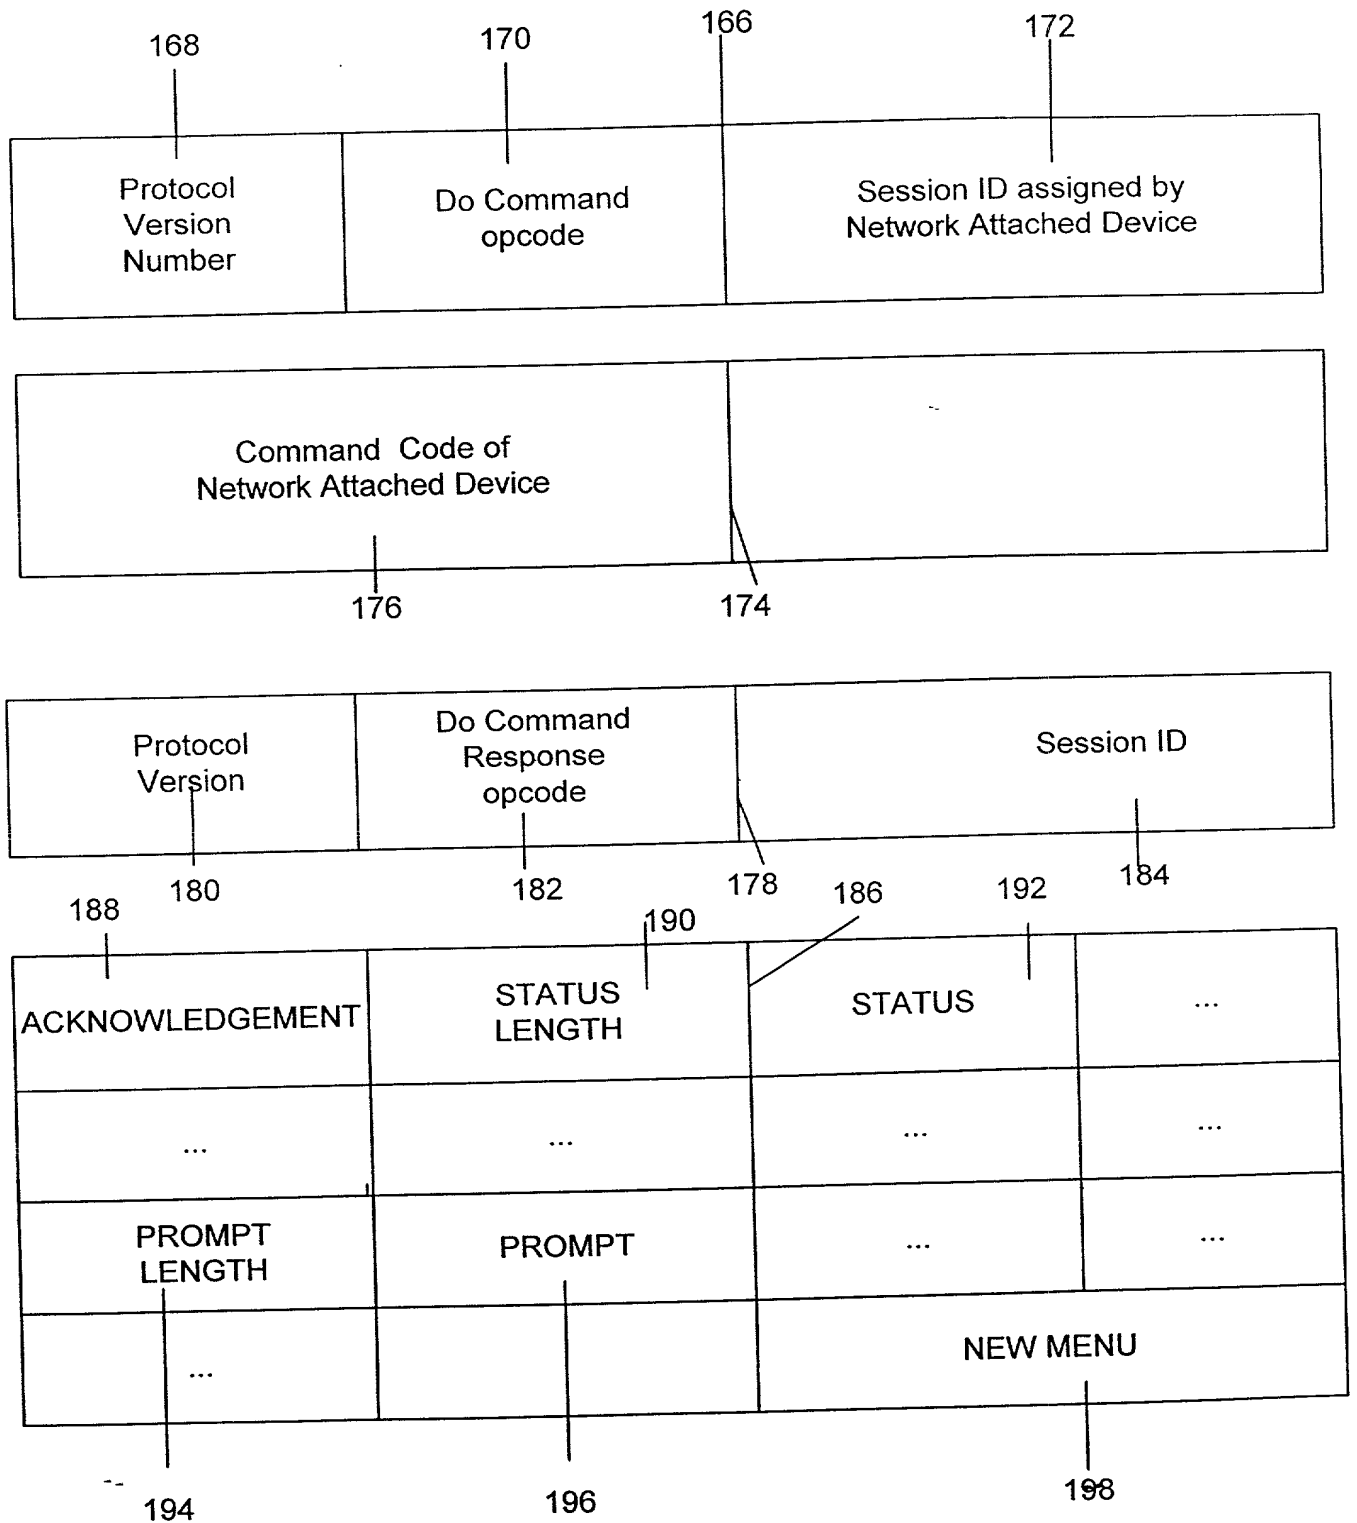 168
170
166
172
Protocol
Version
Number
Do Command
opcode
Session ID assigned by
Network Attached Device
Command Code of
Network Attached Device
176
174
Protocol
Version
Do Command
Response
opcode
Session ID
180
182
178
184
188
190
186
192
ACKNOWLEDGEMENT
STATUS
LENGTH
STATUS
...
...
...
...
...
PROMPT
LENGTH
PROMPT
...
...
...
NEW MENU
194
196
198